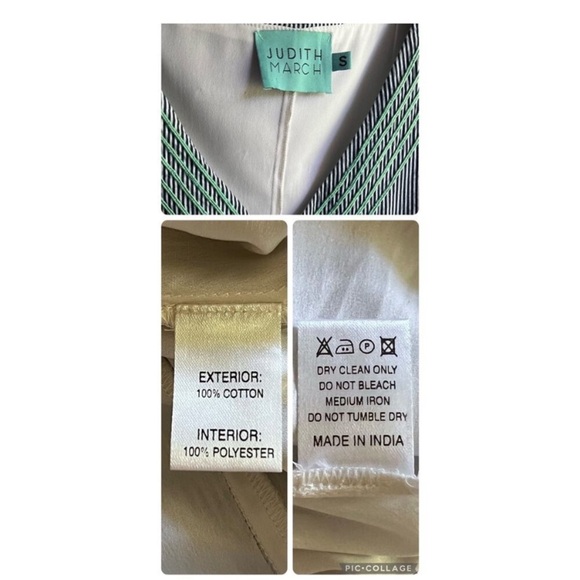 JUDITH
MARCH
S
EXTERIOR:
100% COTTON
INTERIOR:
100% POLYESTER
P
DRY CLEAN ONLY
DO NOT BLEACH
MEDIUM IRON
DO NOT TUMBLE DRY
MADE IN INDIA
PIC•COLLAGE